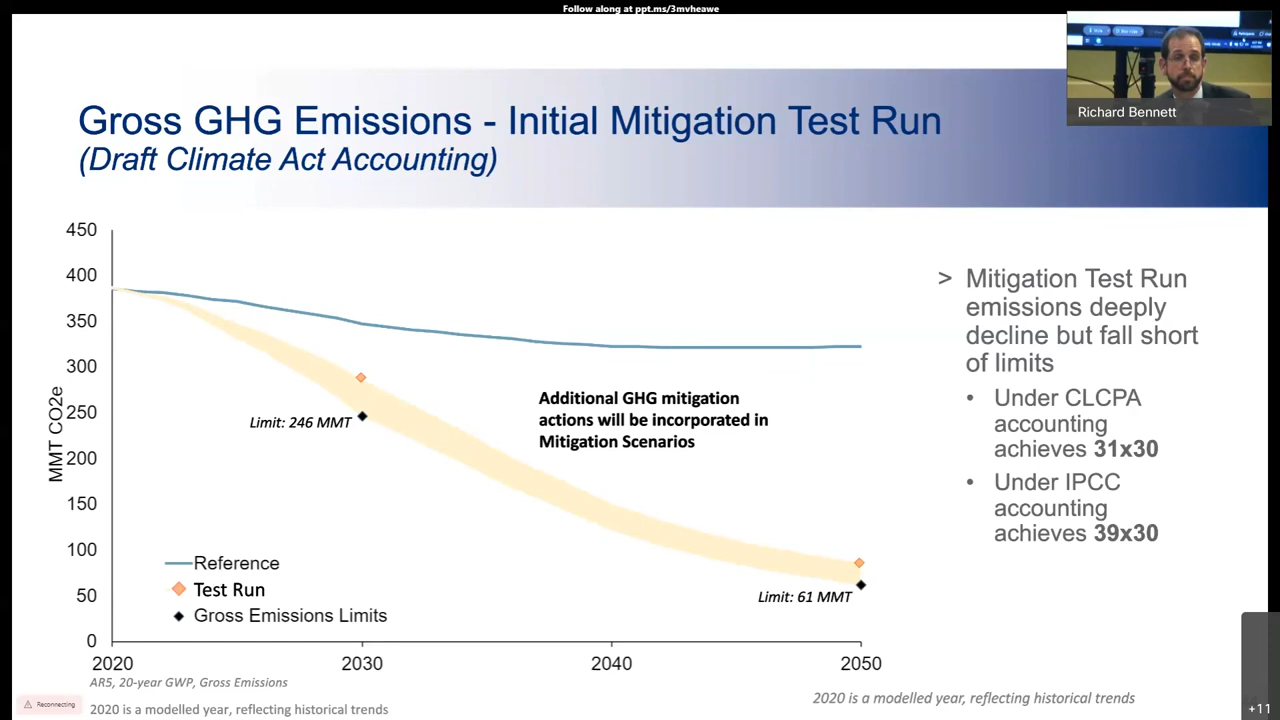 Follow along at ppt.ms/3mvheawe
Richard Bennett
Gross GHG Emissions - Initial Mitigation Test Run
(Draft Climate Act Accounting)
450
400
350
300
250
200
150
100
50
0
MMT CO2e
2020
2030
2040
2050
Limit: 246 MMT
Additional GHG mitigation
actions will be incorporated in
Mitigation Scenarios
Limit: 61 MMT
Reference
Test Run
Gross Emissions Limits
> Mitigation Test Run
emissions deeply
decline but fall short
of limits
• Under CLCPA
accounting
achieves 31x30
• Under IPCC
accounting
achieves 39x30
AR5, 20-year GWP, Gross Emissions
2020 is a modelled year, reflecting historical trends
2020 is a modelled year, reflecting historical trends
Reconnecting
+11